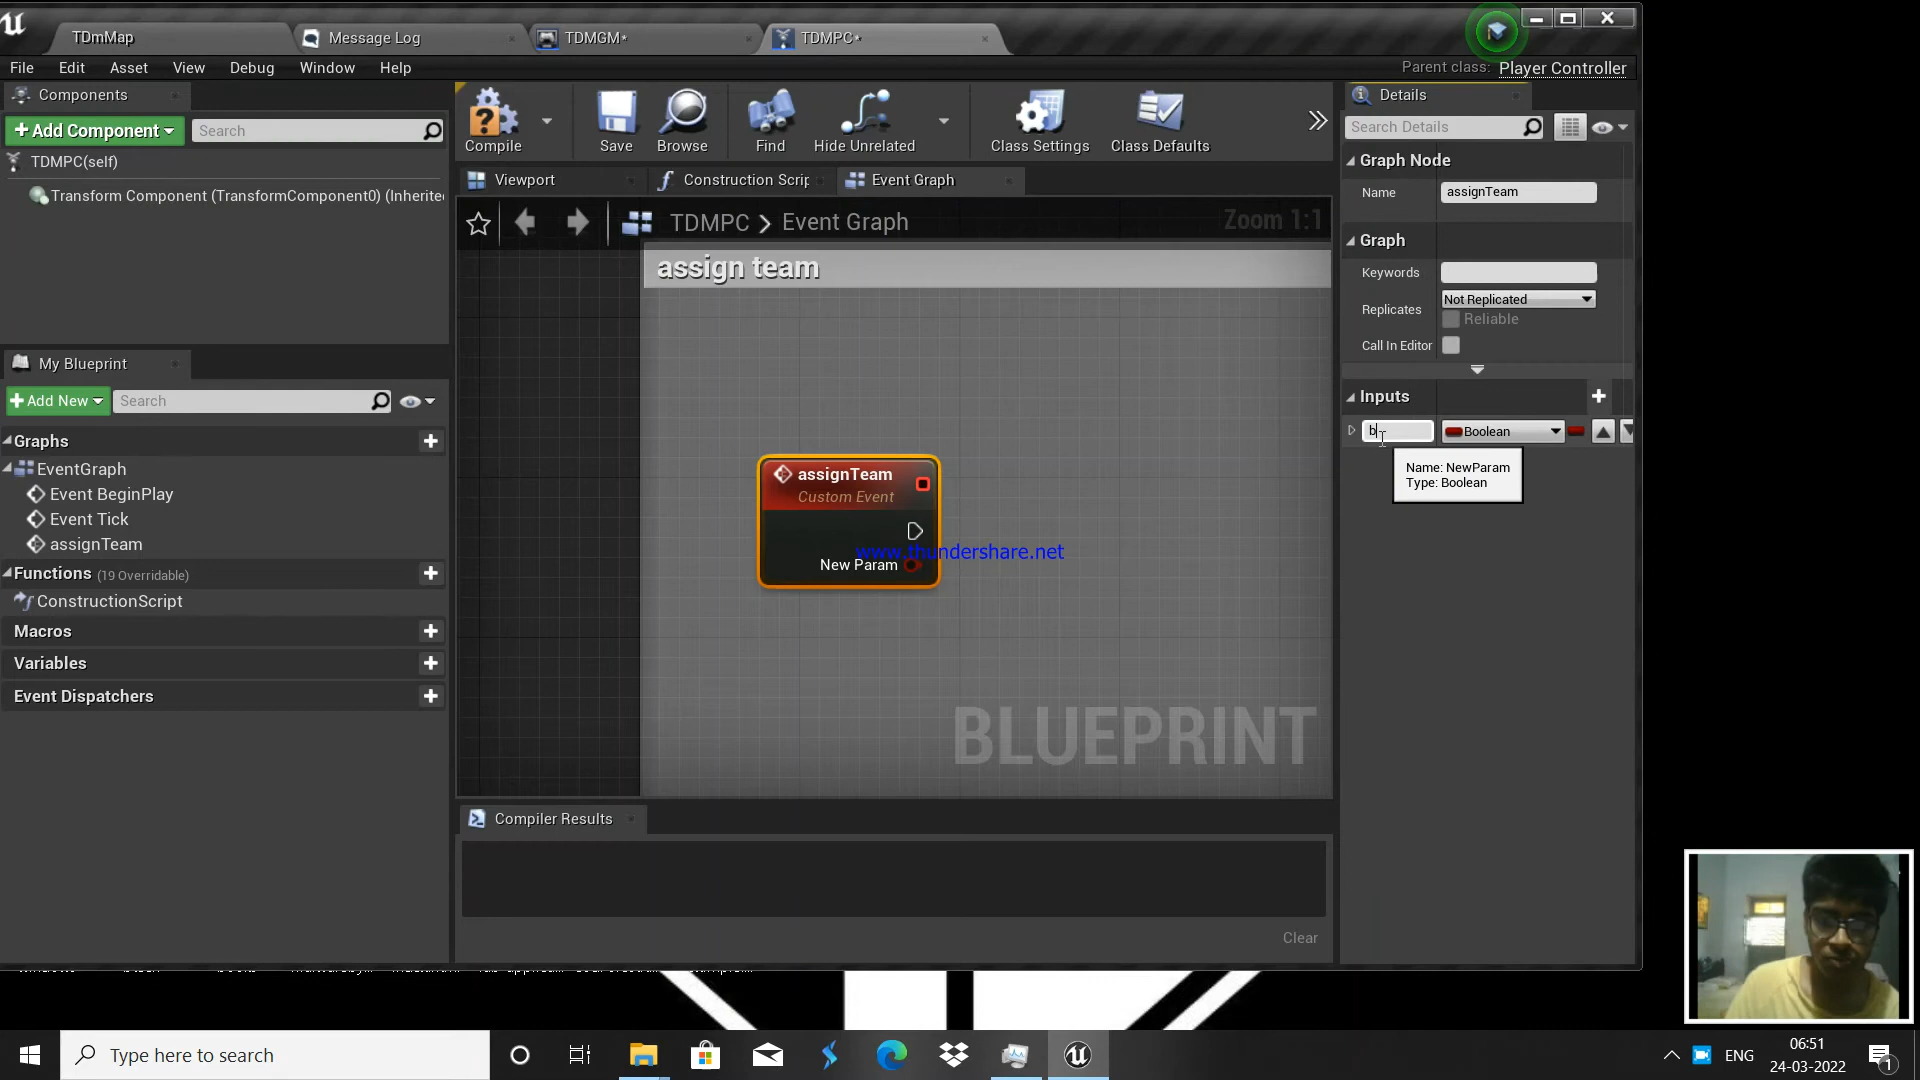 TDmMap
Message Log
TDMGM*
TDMPC*
File Edit Asset View Debug Window Help
Parent class: Player Controller
Components
+ Add Component
Search
TDMPC(self)
Transform Component (TransformComponent0) (Inherite
My Blueprint
+ Add New
Search
Graphs
EventGraph
Event BeginPlay
Event Tick
assignTeam
Functions (19 Overridable)
ConstructionScript
Macros
Variables
Event Dispatchers
Compile
Save
Browse
Find
Hide Unrelated
Class Settings
Class Defaults
Viewport
Construction Scrip
Event Graph
TDMPC > Event Graph
Zoom 1:1
assign team
assignTeam
Custom Event
New Param
www.thundershare.net
BLUEPRINT
Compiler Results
Clear
Details
Search Details
Graph Node
Name assignTeam
Graph
Keywords
Replicates Not Replicated
Reliable
Call In Editor
Inputs
b Boolean
Name: NewParam
Type: Boolean
Type here to search
ENG
06:51
24-03-2022
1